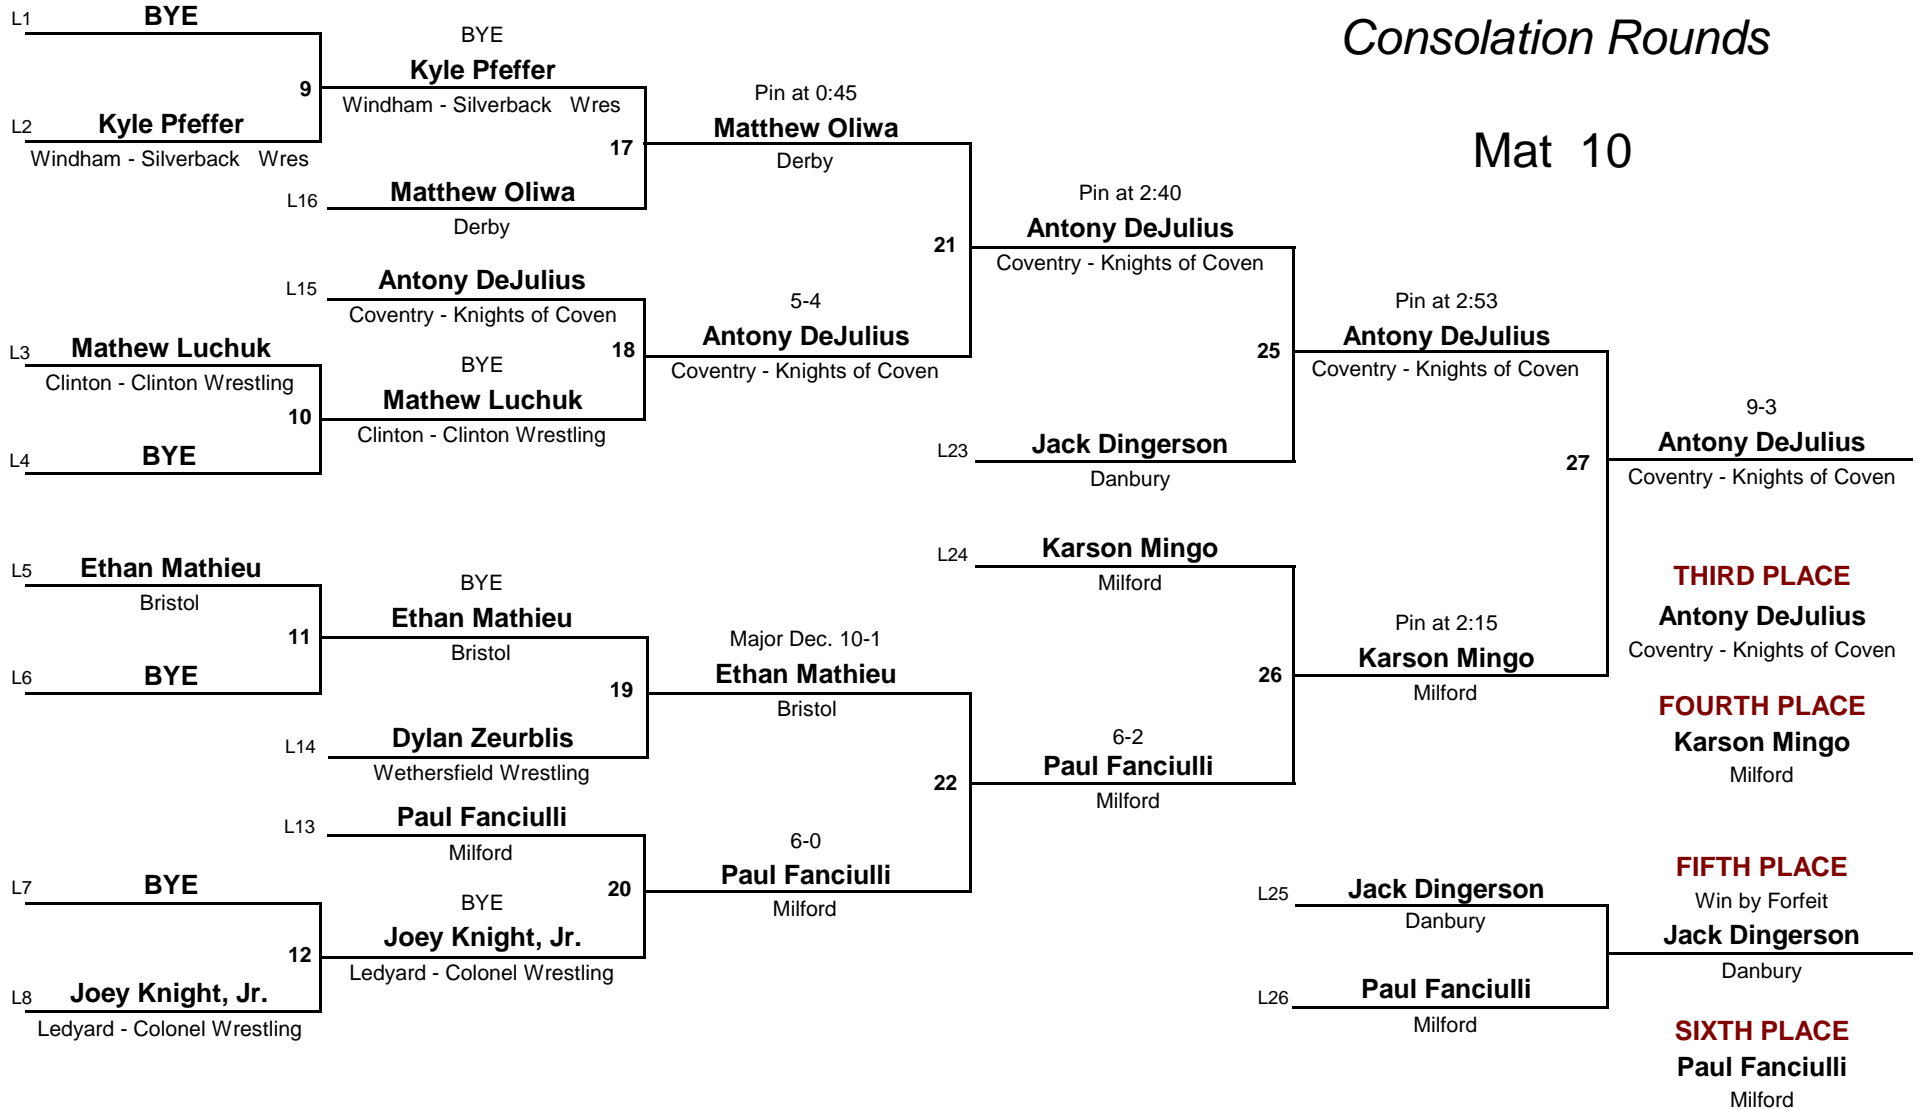 Consolation Rounds
Mat 10
L1 BYE
9
L2 Kyle Pfeffer
Windham - Silverback Wres
BYE
Kyle Pfeffer
Windham - Silverback Wres
17
L16 Matthew Oliwa
Derby
Pin at 0:45
Matthew Oliwa
Derby
21
L15 Antony DeJulius
Coventry - Knights of Coven
18
L3 Mathew Luchuk
Clinton - Clinton Wrestling
10
L4 BYE
BYE
Mathew Luchuk
Clinton - Clinton Wrestling
5-4
Antony DeJulius
Coventry - Knights of Coven
Pin at 2:40
Antony DeJulius
Coventry - Knights of Coven
25
L23 Jack Dingerson
Danbury
Pin at 2:53
Antony DeJulius
Coventry - Knights of Coven
27
9-3
Antony DeJulius
Coventry - Knights of Coven
L5 Ethan Mathieu
Bristol
11
L6 BYE
BYE
Ethan Mathieu
Bristol
19
L14 Dylan Zeurblis
Wethersfield Wrestling
Major Dec. 10-1
Ethan Mathieu
Bristol
22
L13 Paul Fanciulli
Milford
20
L7 BYE
12
L8 Joey Knight, Jr.
Ledyard - Colonel Wrestling
BYE
Joey Knight, Jr.
Ledyard - Colonel Wrestling
6-0
Paul Fanciulli
Milford
L24 Karson Mingo
Milford
26
6-2
Paul Fanciulli
Milford
Pin at 2:15
Karson Mingo
Milford
THIRD PLACE
Antony DeJulius
Coventry - Knights of Coven
FOURTH PLACE
Karson Mingo
Milford
L25 Jack Dingerson
Danbury
L26 Paul Fanciulli
Milford
FIFTH PLACE
Win by Forfeit
Jack Dingerson
Danbury
SIXTH PLACE
Paul Fanciulli
Milford